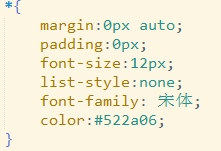 *{
margin:0px auto;
padding:0px;
font-size:12px;
list-style:none;
font-family: 宋体;
color:#522a06;
}